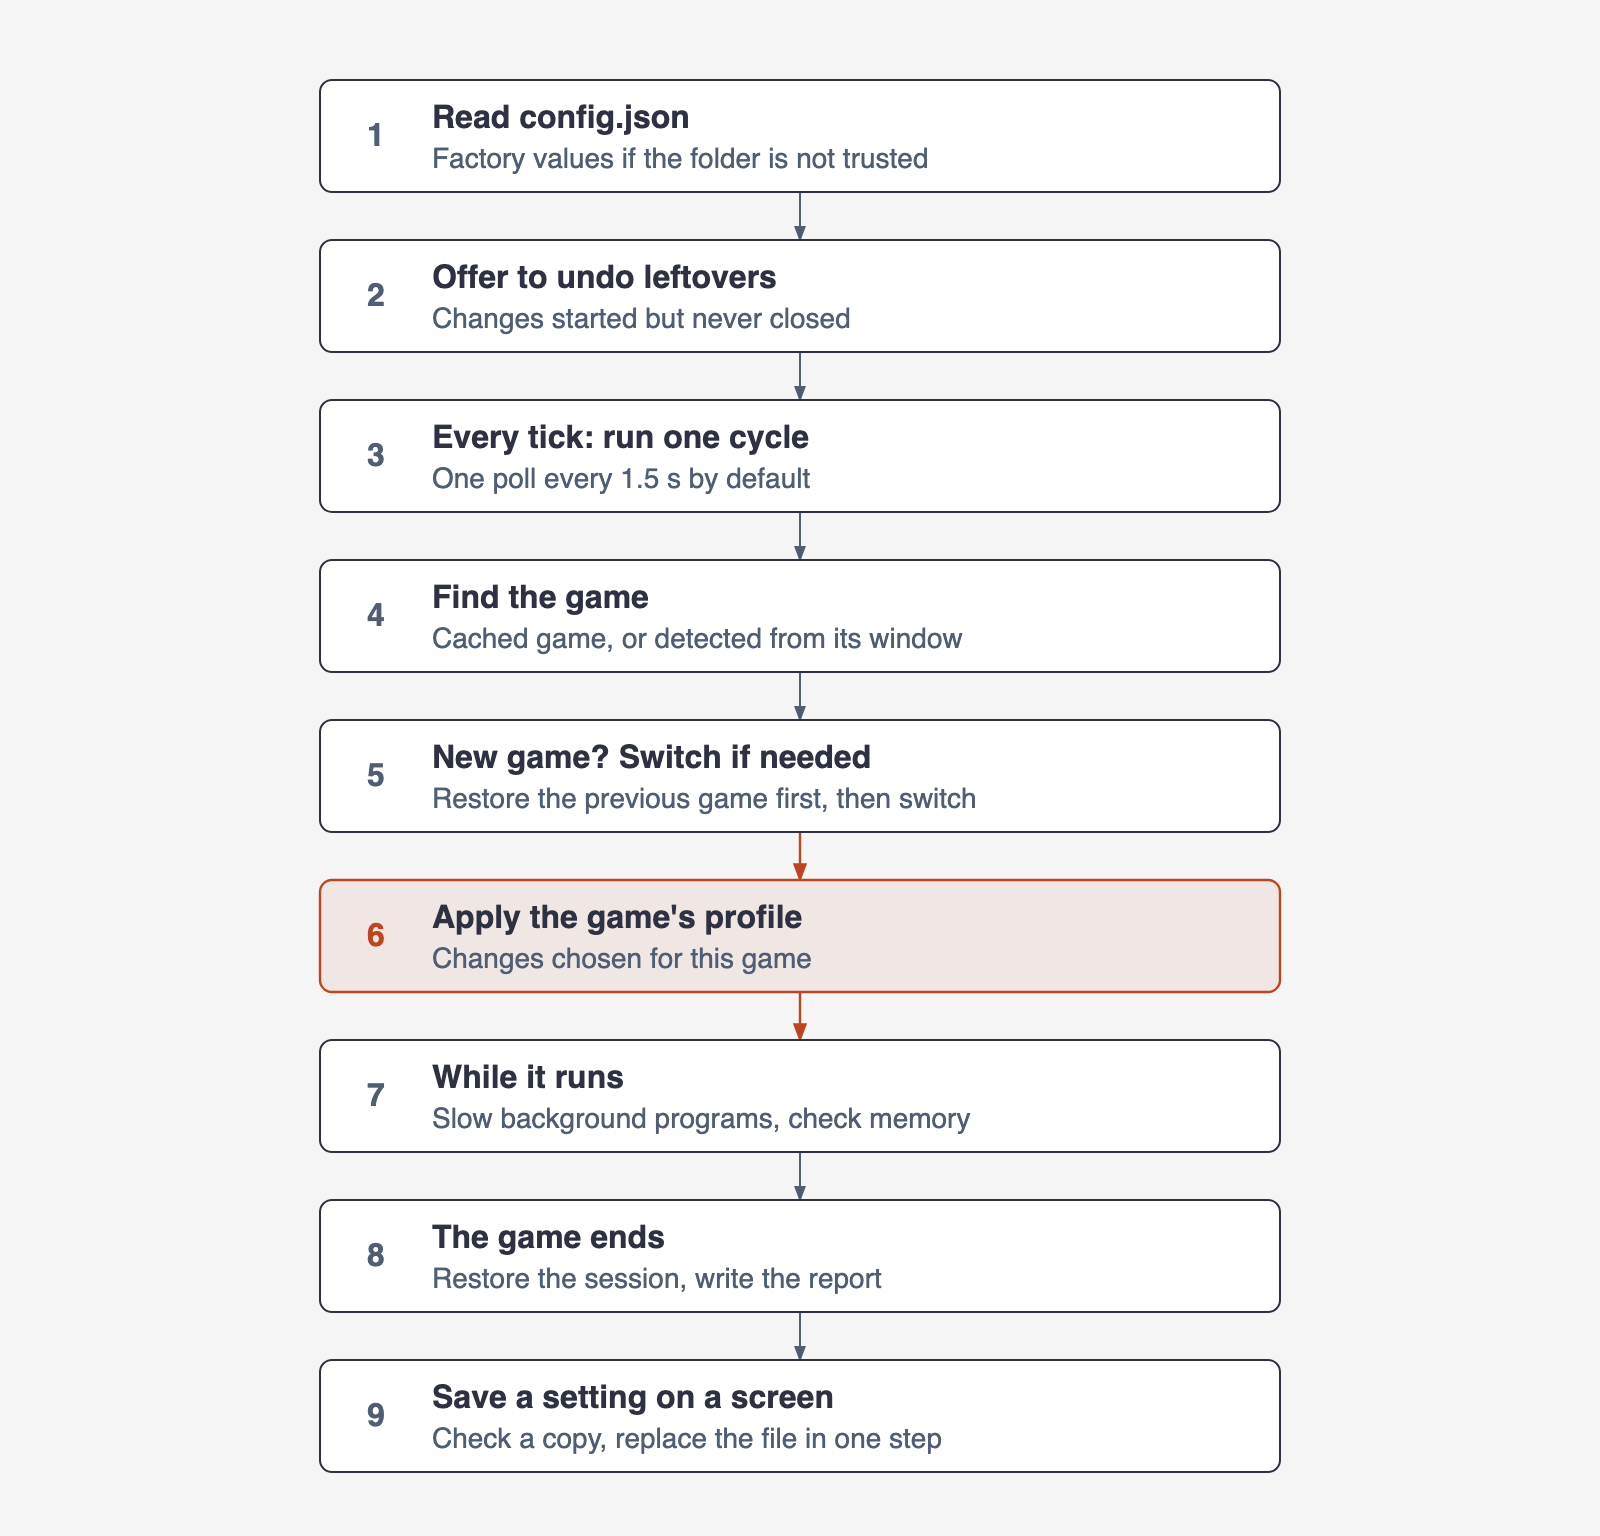 1
Read config.json
Factory values if the folder is not trusted
2
Offer to undo leftovers
Changes started but never closed
3
Every tick: run one cycle
One poll every 1.5 s by default
4
Find the game
Cached game, or detected from its window
5
New game? Switch if needed
Restore the previous game first, then switch
6
Apply the game's profile
Changes chosen for this game
7
While it runs
Slow background programs, check memory
8
The game ends
Restore the session, write the report
9
Save a setting on a screen
Check a copy, replace the file in one step